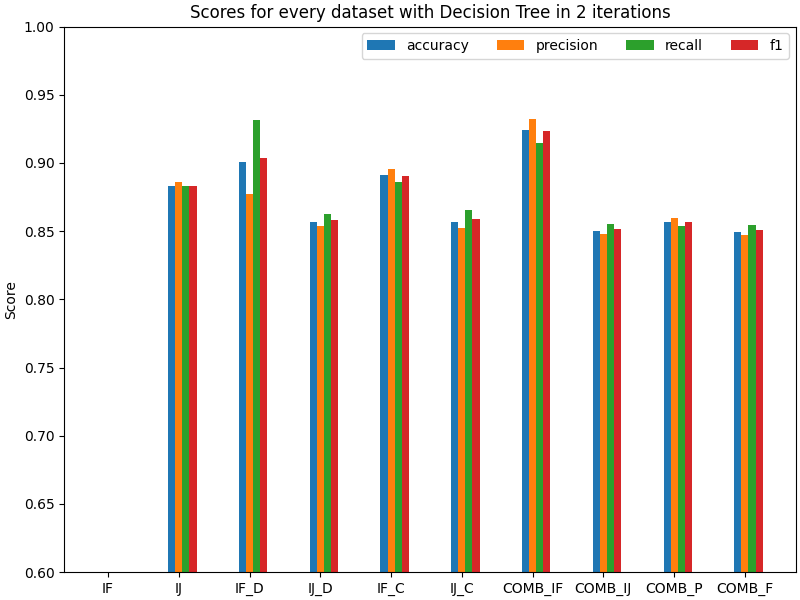 Scores for every dataset with Decision Tree in 2 iterations
accuracy precision recall f1
1.00
0.95
0.90
0.85
0.80
0.75
0.70
0.65
0.60
Score
IF IJ IF_D IJ_D IF_C IJ_C COMB_IF COMB_IJ COMB_P COMB_F